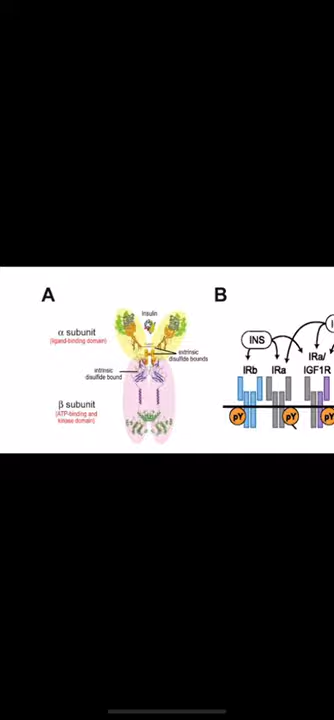 A
Insulin
α subunit
(ligand-binding domain)
extrinsic
disulfide bounds
intrinsic
disulfide bound
β subunit
(ATP-binding and
kinase domain)
B
INS
IRb
IRa
IRa/
IGF1R
pY
pY
pY